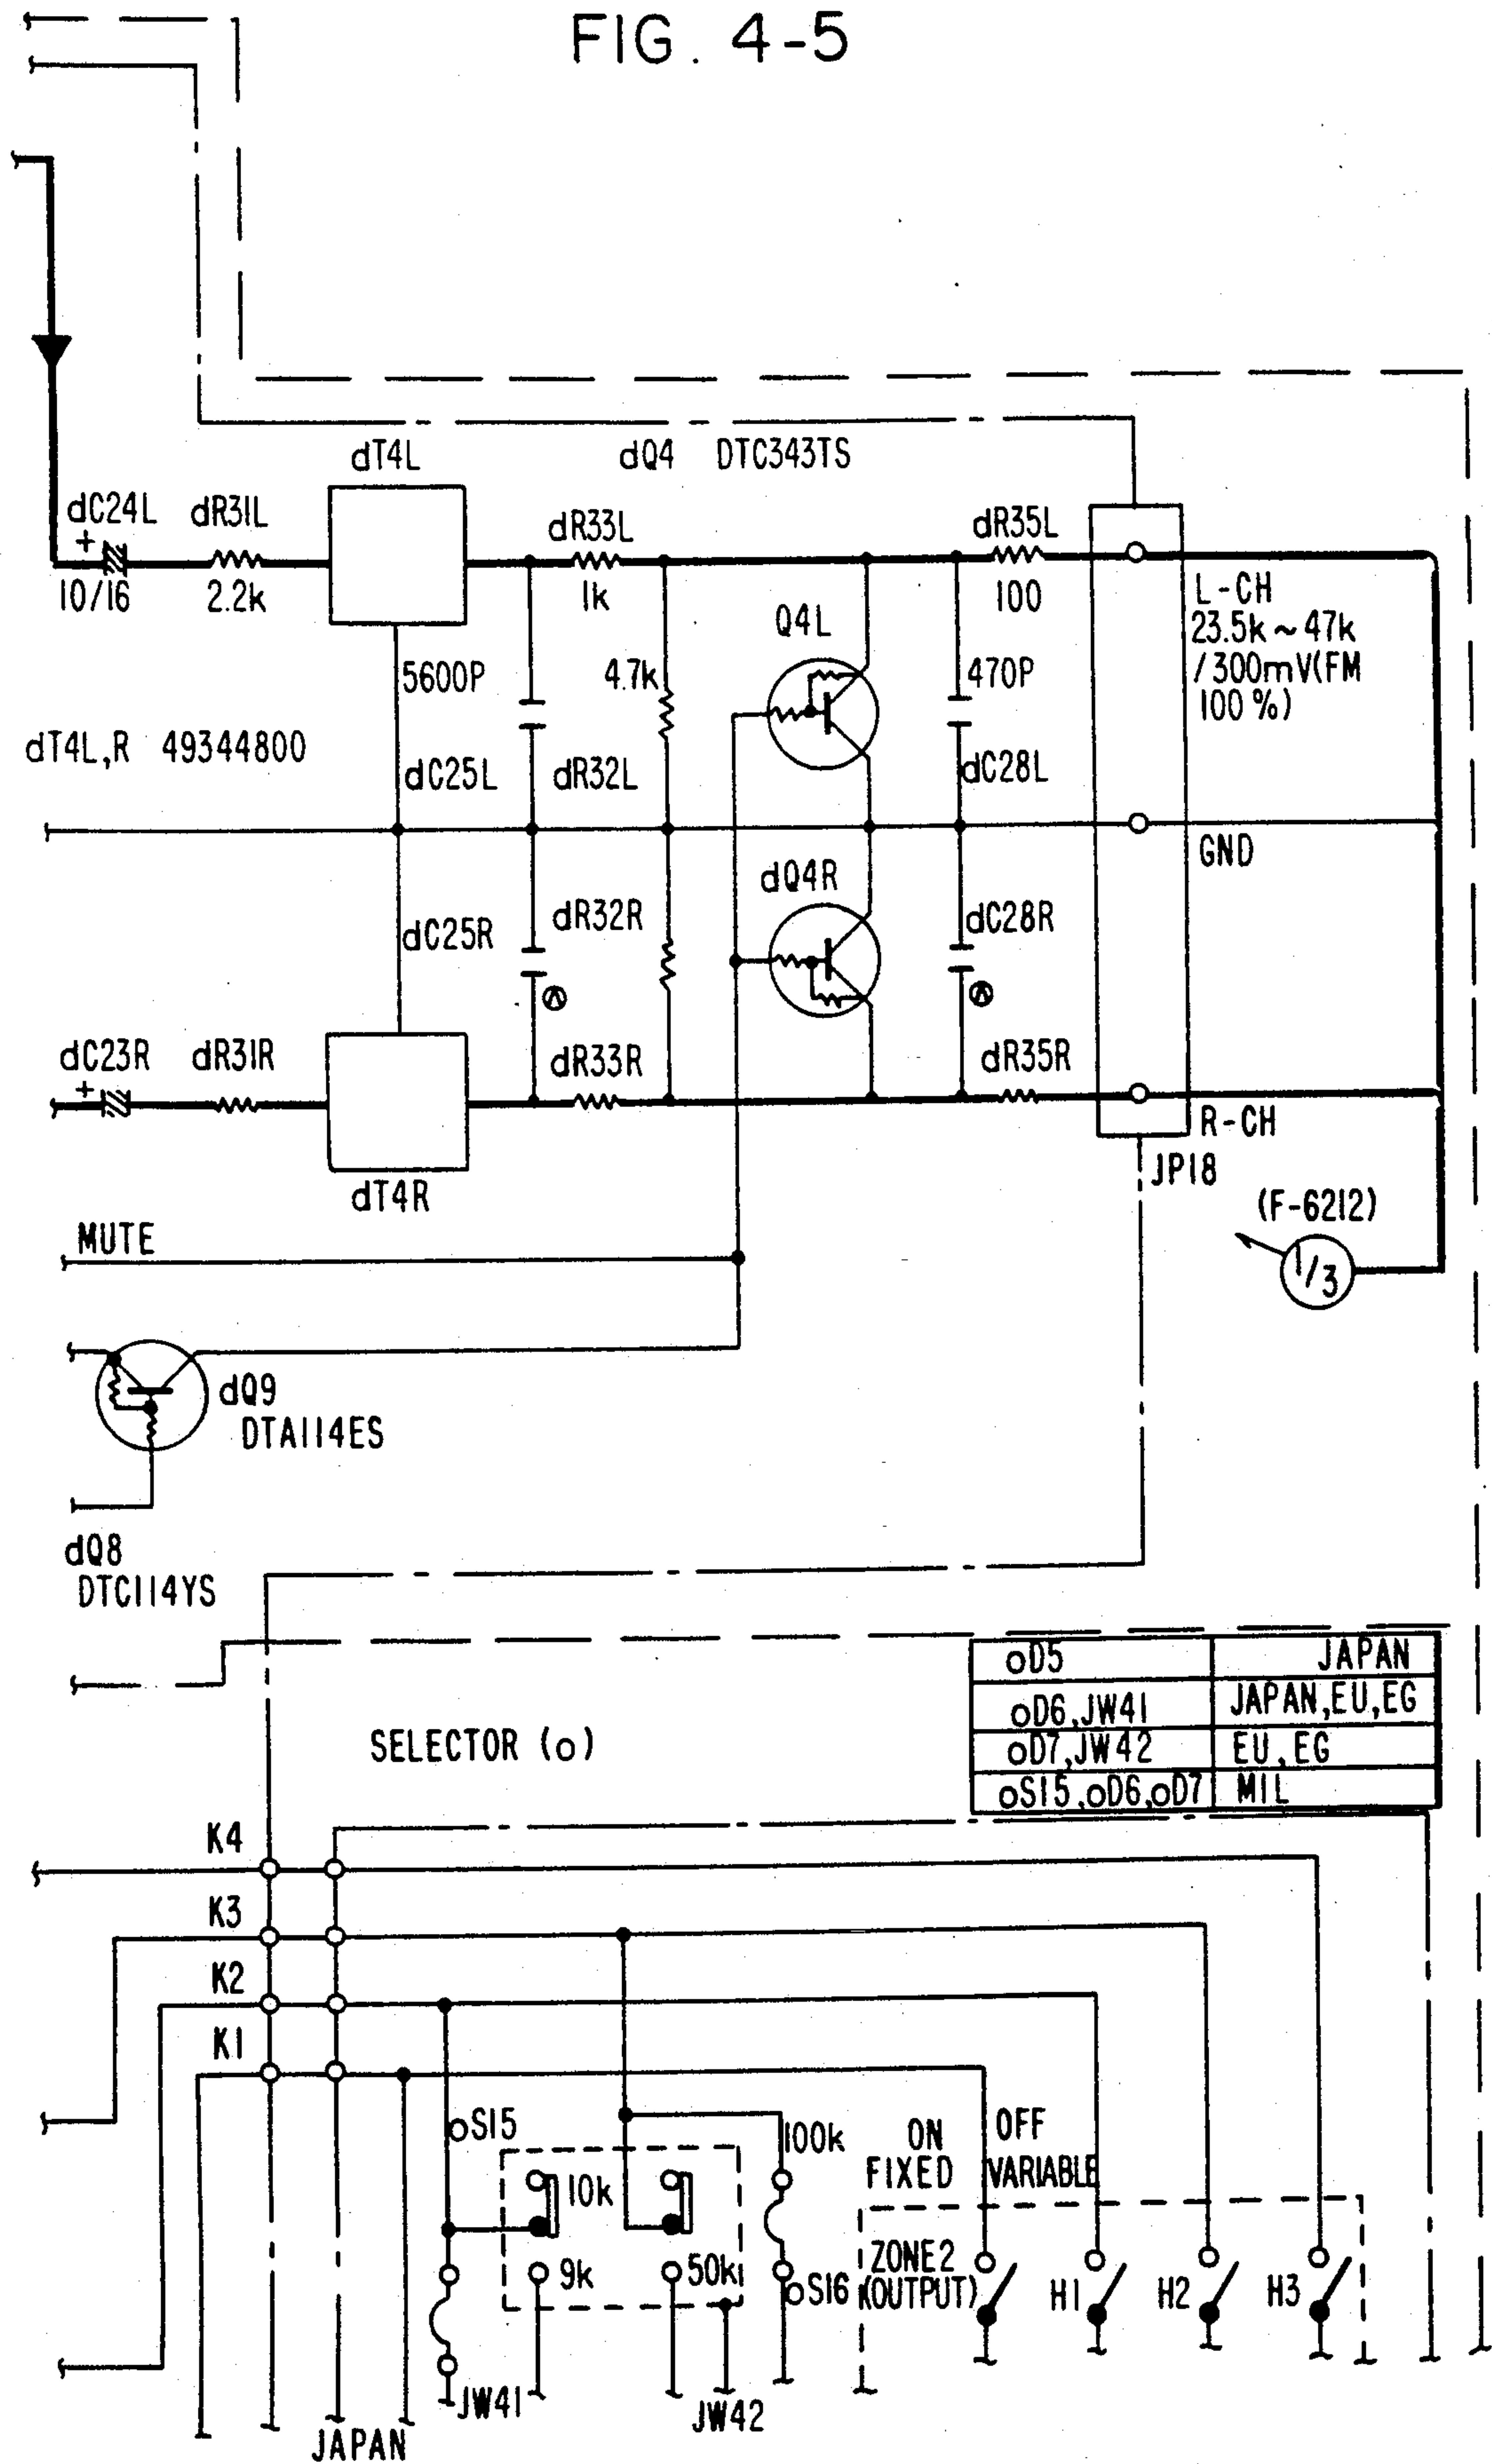 FIG. 4-5
dT4L
dQ4 DTC343TS
dC24L
dR31L
dR33L
dR35L
+
10/16
2.2k
1k
100
L-CH
23.5k~47k
/300mV(FM
100%)
Q4L
5600P
4.7k
470P
dT4L,R 49344800
dC25L
dR32L
dC28L
GND
dQ4R
dC25R
dR32R
dC28R
dC23R
dR31R
dR33R
dR35R
+
R-CH
JP18
dT4R
(F-6212)
1/3
MUTE
dQ9
DTA114ES
dQ8
DTC114YS
oD5 JAPAN
oD6,JW41 JAPAN,EU,EG
oD7,JW42 EU,EG
oS15,oD6,oD7 MIL
SELECTOR (o)
K4
K3
K2
K1
oS15
100k
ON OFF
FIXED VARIABLE
10k
9k
50k
oS16
ZONE2
(OUTPUT)
H1
H2
H3
JW41
JW42
JAPAN